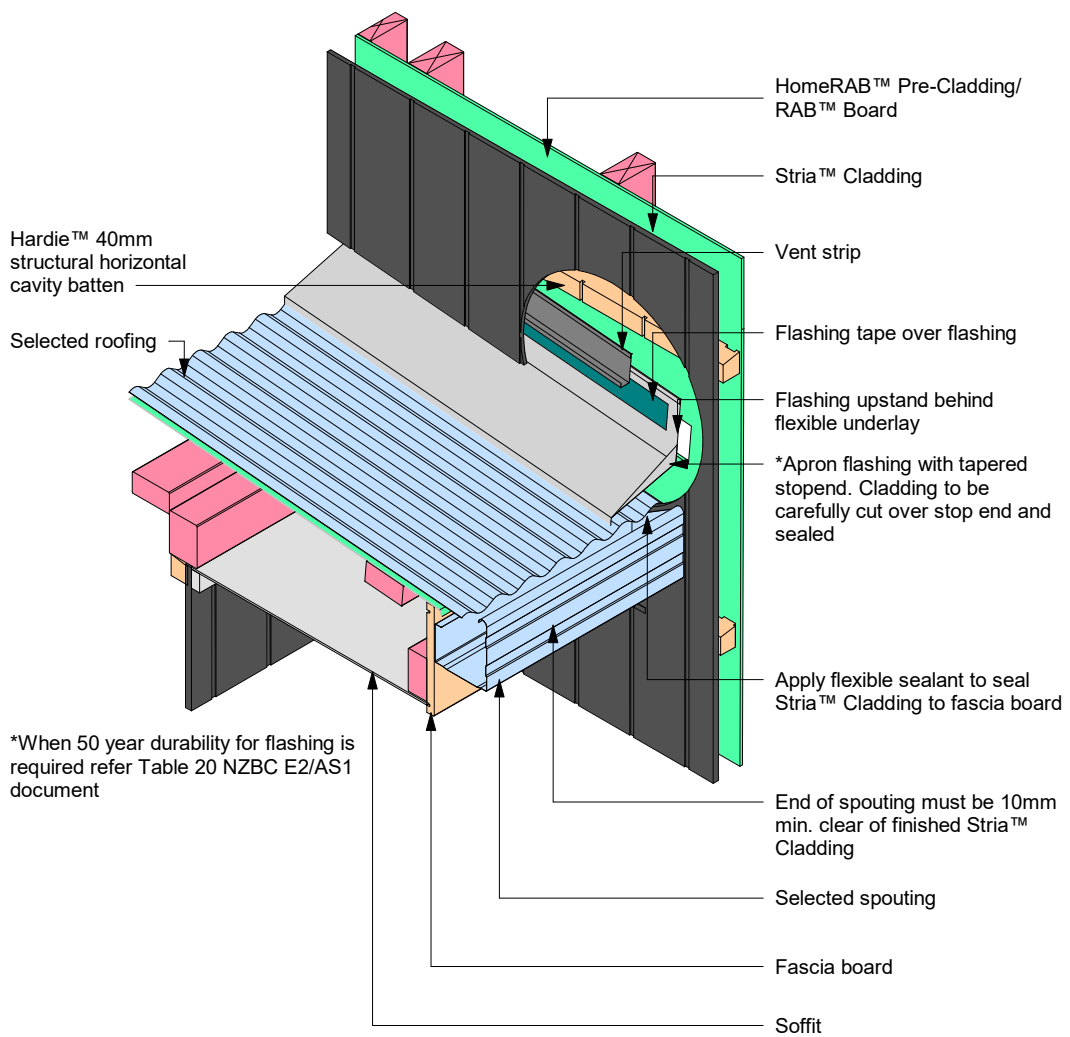 HomeRAB™ Pre-Cladding/
RAB™ Board
Stria™ Cladding
Vent strip
Hardie™ 40mm
structural horizontal
cavity batten
Selected roofing
Flashing tape over flashing
Flashing upstand behind
flexible underlay
*Apron flashing with tapered
stopend. Cladding to be
carefully cut over stop end and
sealed
Apply flexible sealant to seal
Stria™ Cladding to fascia board
*When 50 year durability for flashing is
required refer Table 20 NZBC E2/AS1
document
End of spouting must be 10mm
min. clear of finished Stria™
Cladding
Selected spouting
Fascia board
Soffit